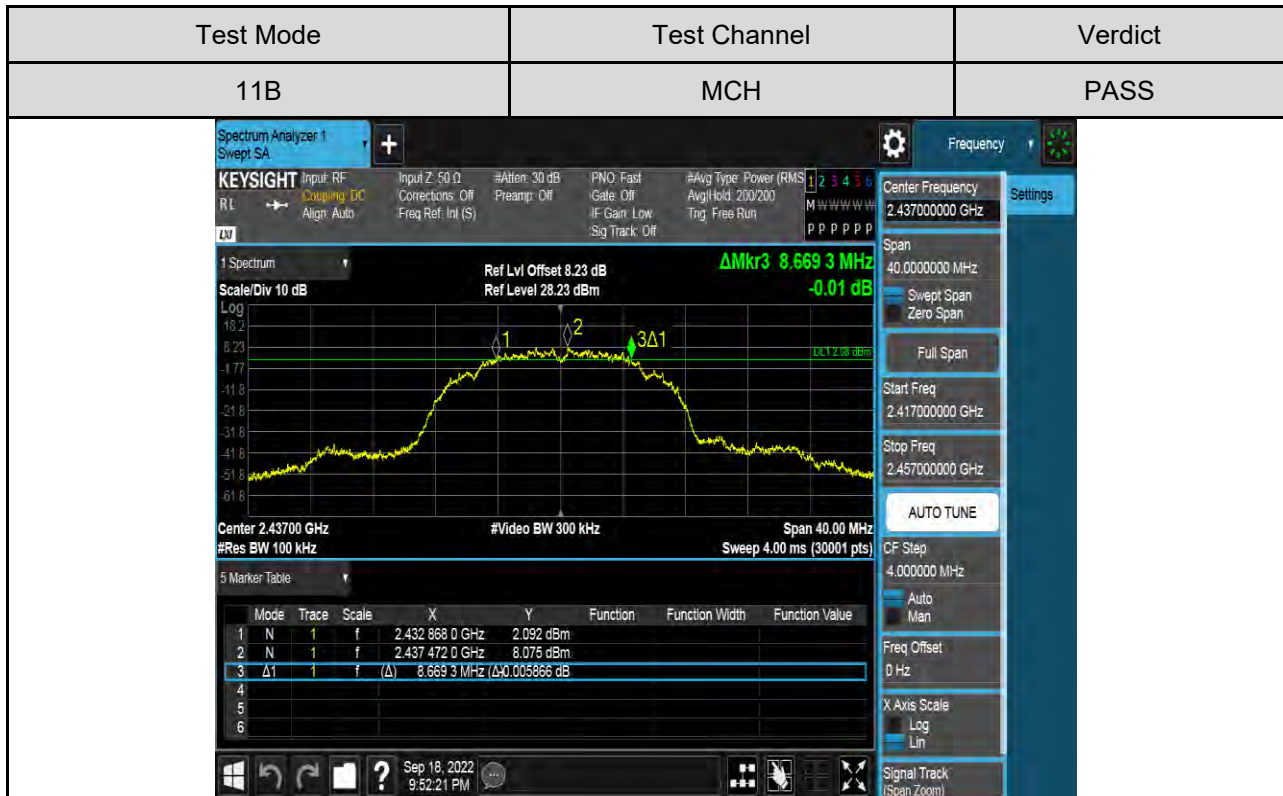 Test Mode Test Channel Verdict
11B MCH PASS
Spectrum Analyzer 1
Swept SA
+
Frequency
KEYSIGHT Input: RF Input Z: 50 Ω #Atten: 30 dB PNO: Fast #Avg Type: Power (RMS 1 2 3 4 5 6
RL Coupling: DC Corrections: Off Preamp: Off Gate: Off Avg|Hold: 200/200 M W W W W W
Align: Auto Freq Ref: Int (S) IF Gain: Low Trig: Free Run
LXI Sig Track: Off P P P P P P
Center Frequency
2.437000000 GHz
Settings
Span
40.0000000 MHz
Swept Span
Zero Span
Full Span
Start Freq
2.417000000 GHz
Stop Freq
2.457000000 GHz
AUTO TUNE
CF Step
4.000000 MHz
Auto
Man
Freq Offset
0 Hz
X Axis Scale
Log
Lin
Signal Track
(Span Zoom)
1 Spectrum
Scale/Div 10 dB
Ref Lvl Offset 8.23 dB
Ref Level 28.23 dBm
ΔMkr3 8.669 3 MHz
-0.01 dB
Log
18.2
8.23
-1.77
-11.8
-21.8
-31.8
-41.8
-51.8
-61.8
1
2
3Δ1
DL1 2.08 dBm
Center 2.43700 GHz #Video BW 300 kHz Span 40.00 MHz
#Res BW 100 kHz Sweep 4.00 ms (30001 pts)
5 Marker Table
Mode Trace Scale X Y Function Function Width Function Value
1 N 1 f 2.432 868 0 GHz 2.092 dBm
2 N 1 f 2.437 472 0 GHz 8.075 dBm
3 Δ1 1 f (Δ) 8.669 3 MHz (Δ) -0.005866 dB
4
5
6
? Sep 18, 2022
9:52:21 PM